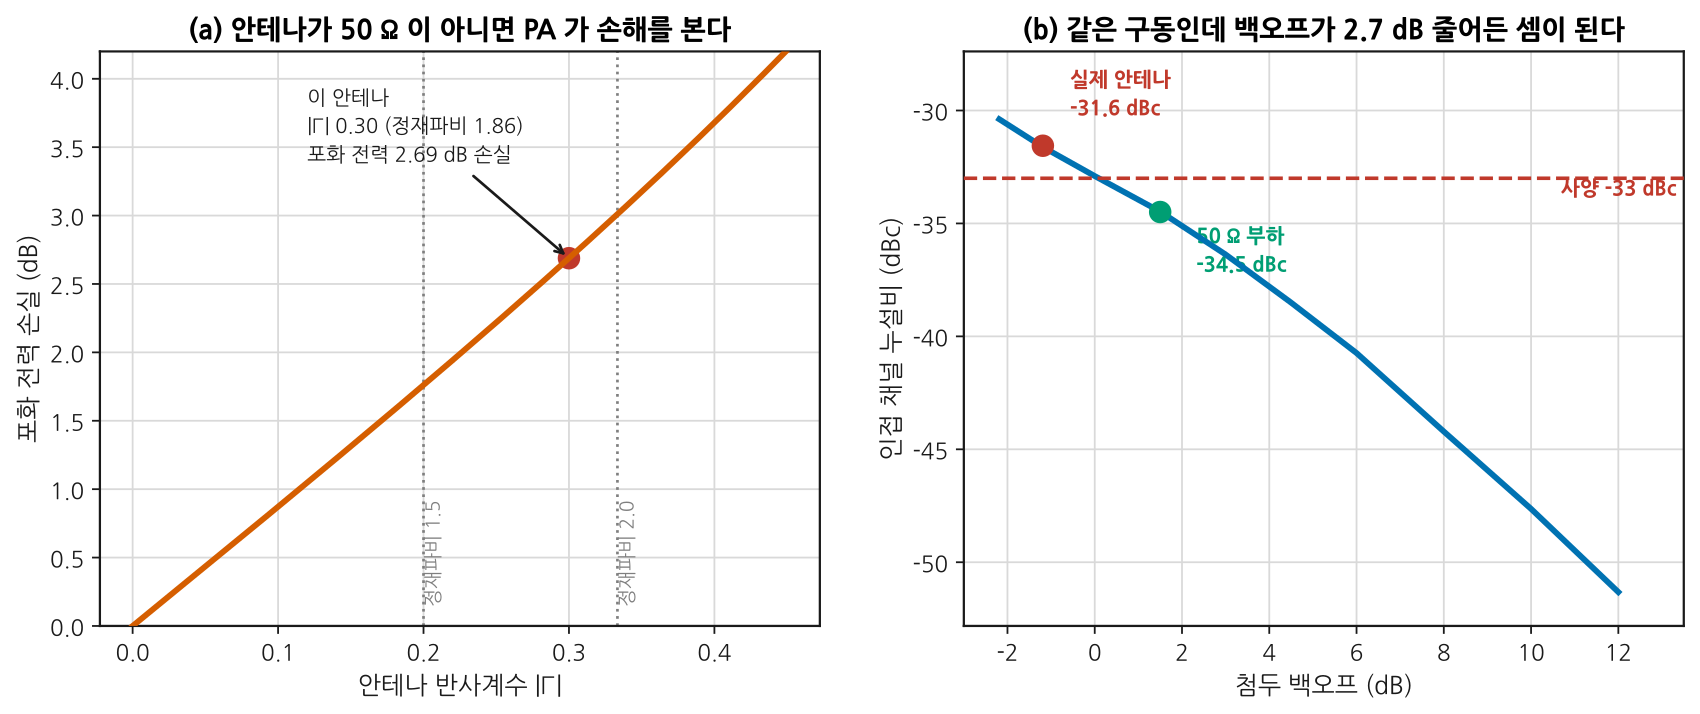 (a) 안테나가 50 Ω 이 아니면 PA 가 손해를 본다
포화 전력 손실 (dB)
4.0
3.5
3.0
2.5
2.0
1.5
1.0
0.5
0.0
이 안테나
|Γ| 0.30 (정재파비 1.86)
포화 전력 2.69 dB 손실
정재파비 1.5
정재파비 2.0
0.0 0.1 0.2 0.3 0.4
안테나 반사계수 |Γ|
(b) 같은 구동인데 백오프가 2.7 dB 줄어든 셈이 된다
인접 채널 누설비 (dBc)
-30
-35
-40
-45
-50
실제 안테나
-31.6 dBc
사양 -33 dBc
50 Ω 부하
-34.5 dBc
-2 0 2 4 6 8 10 12
첨두 백오프 (dB)